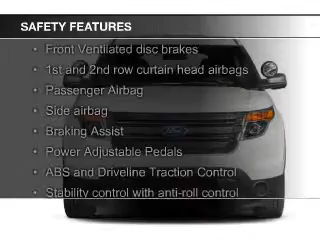 SAFETY FEATURES
• Front Ventilated disc brakes
• 1st and 2nd row curtain head airbags
• Passenger Airbag
• Side airbag
• Braking Assist
• Power Adjustable Pedals
• ABS and Driveline Traction Control
• Stability control with anti-roll control
Ford